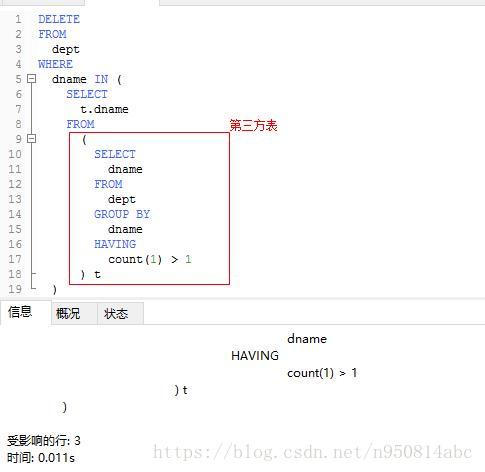 1 DELETE
2 FROM
3 dept
4 WHERE
5 dname IN (
6 SELECT
7 t.dname
8 FROM 第三方表
9 (
10 SELECT
11 dname
12 FROM
13 dept
14 GROUP BY
15 dname
16 HAVING
17 count(1) > 1
18 ) t
19 )
信息 概况 状态
dname
HAVING
count(1) > 1
) t
)
受影响的行: 3
时间: 0.011s
https://blog.csdn.net/n950814abc